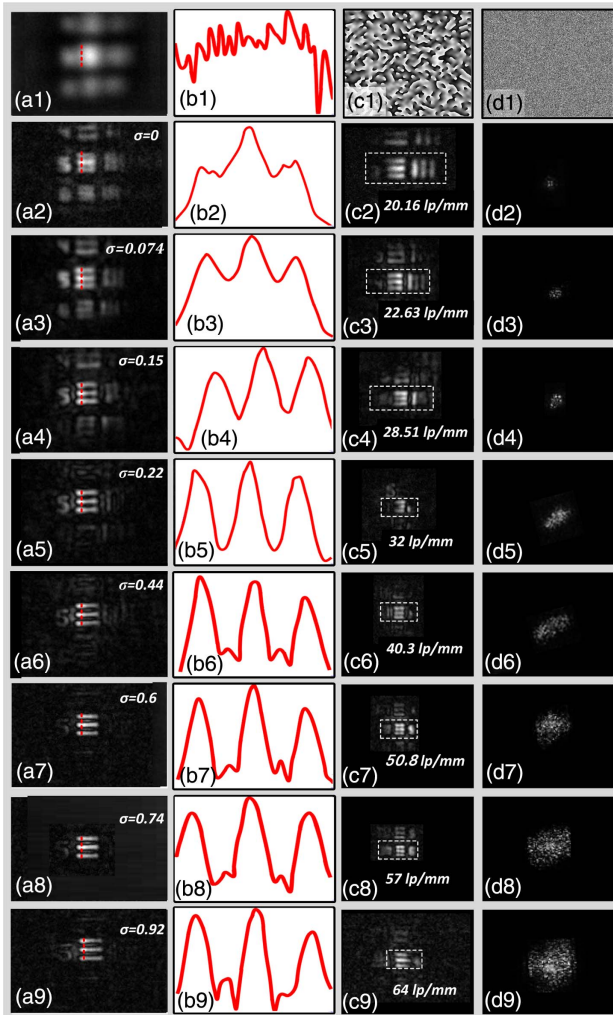 (a1) (b1) (c1) (d1)
σ=0
(a2) (b2) (c2) 20.16 lp/mm (d2)
σ=0.074
(a3) (b3) (c3) 22.63 lp/mm (d3)
σ=0.15
(a4) (b4) (c4) 28.51 lp/mm (d4)
σ=0.22
(a5) (b5) (c5) 32 lp/mm (d5)
σ=0.44
(a6) (b6) (c6) 40.3 lp/mm (d6)
σ=0.6
(a7) (b7) (c7) 50.8 lp/mm (d7)
σ=0.74
(a8) (b8) (c8) 57 lp/mm (d8)
σ=0.92
(a9) (b9) (c9) 64 lp/mm (d9)